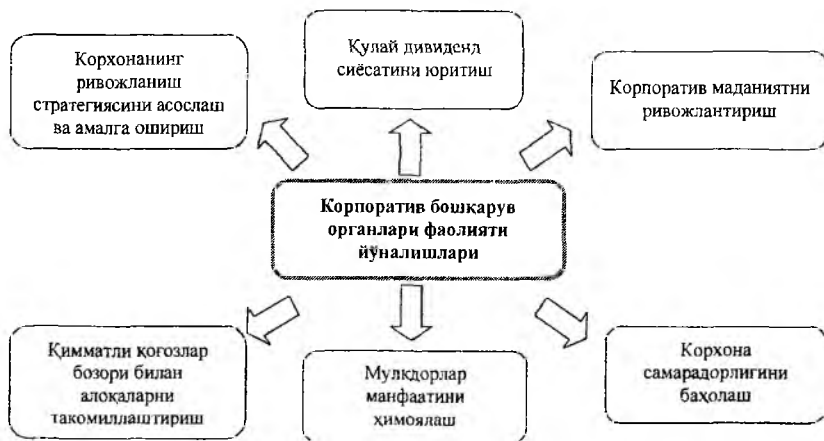 Корхонанинг
ривожланиш
стратегиясини асослаш
ва амалга ошириш
Қулай дивиденд
сиёсатини юритиш
Корпоратив маданиятни
ривожлантириш
Корпоратив бошқарув
органлари фаолияти
йўналишлари
Қимматли қоғозлар
бозори билан
алоқаларни
такомиллаштириш
Мулкдорлар
манфаатини
ҳимоялаш
Корхона
самарадорлигини
баҳолаш